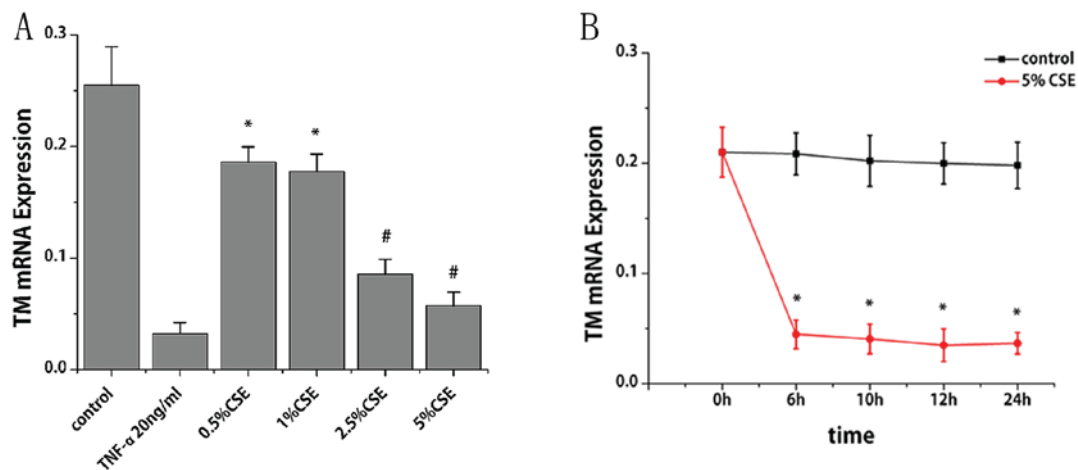 A
TM mRNA Expression
0.3
0.2
0.1
0.0
*
*
#
#
control
TNF-α 20ng/ml
0.5%CSE
1%CSE
2.5%CSE
5%CSE
B
TM mRNA Expression
0.3
0.2
0.1
0.0
control
5% CSE
*
*
*
*
0h
6h
10h
12h
24h
time